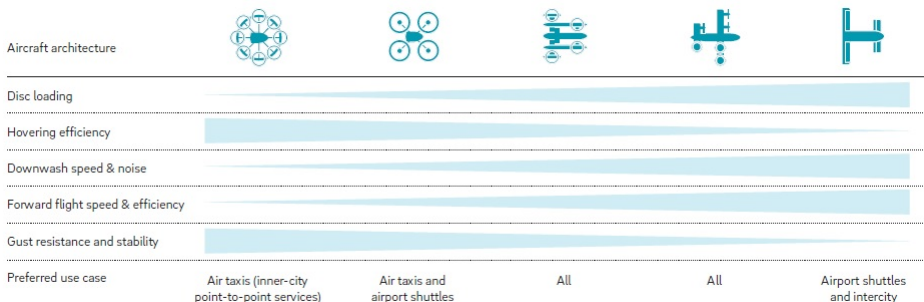 Aircraft architecture
Disc loading
Hovering efficiency
Downwash speed & noise
Forward flight speed & efficiency
Gust resistance and stability
Preferred use case
Air taxis (inner-city
point-to-point services)
Air taxis and
airport shuttles
All
All
Airport shuttles
and intercity